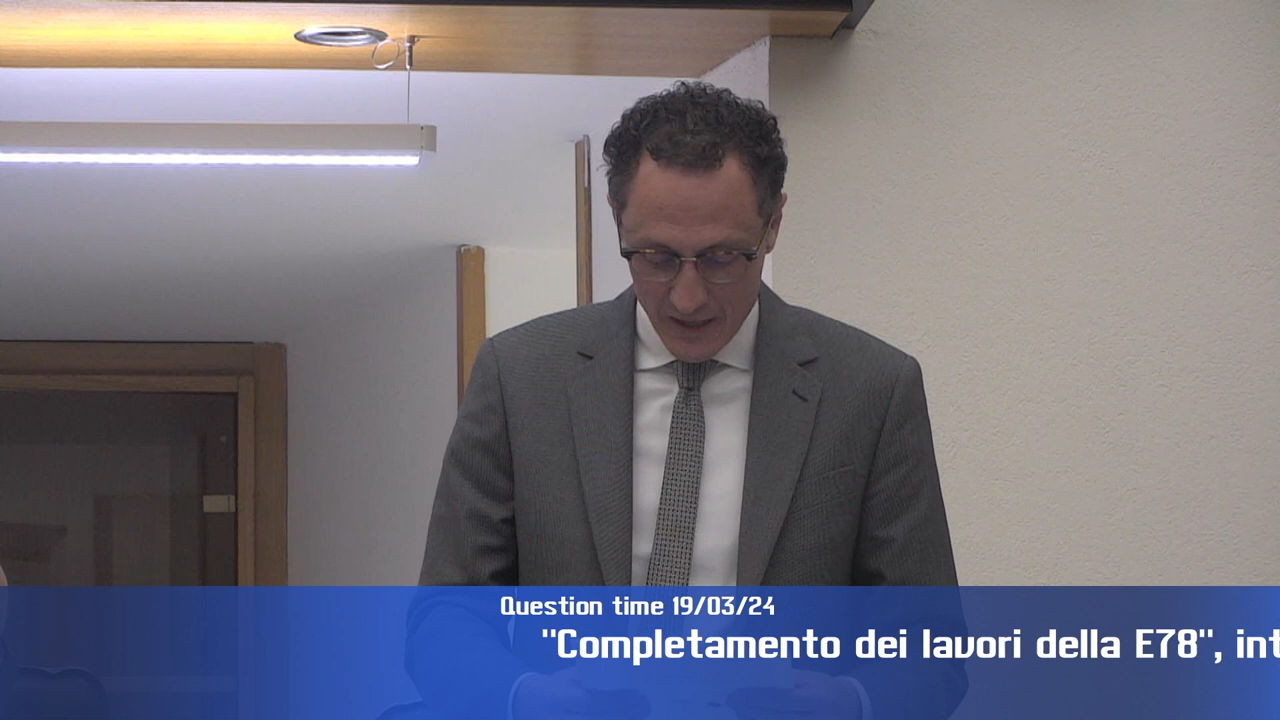 Question time 19/03/24
"Completamento dei lavori della E78", int